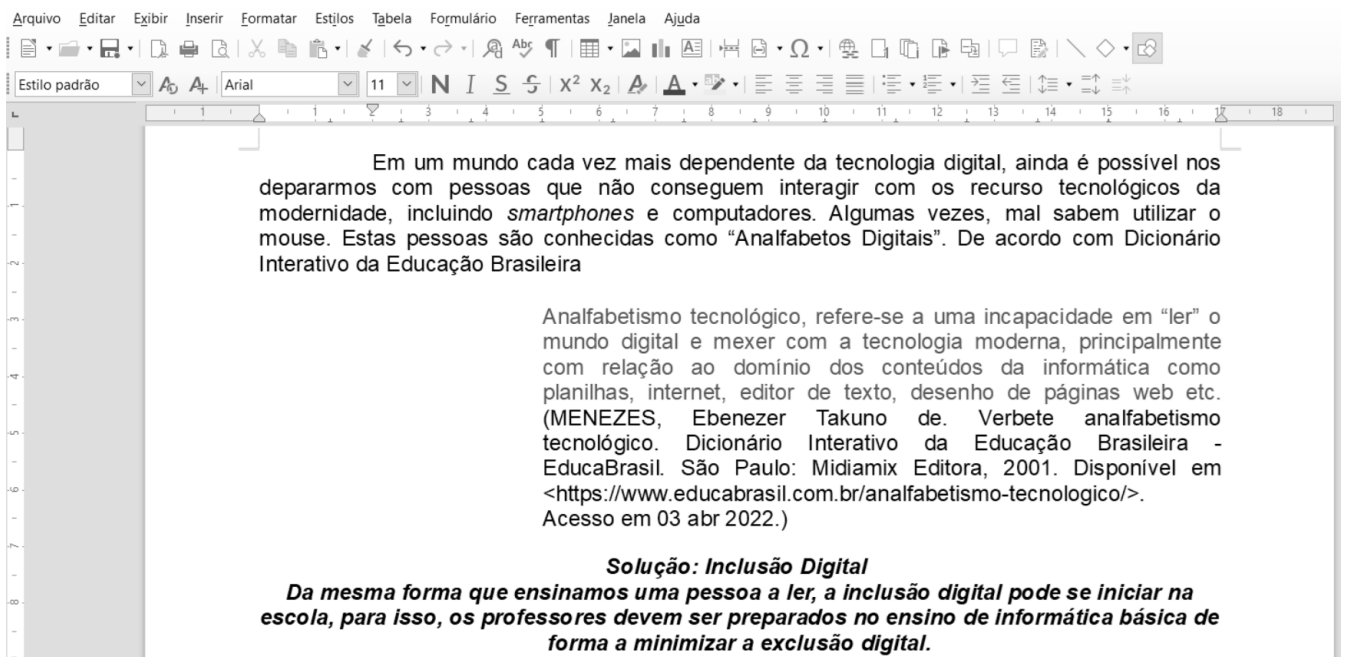 Arquivo Editar Exibir Inserir Formatar Estilos Tabela Formulário Ferramentas Janela Ajuda
Abc
Estilo padrão Arial 11 N I S S X² X₂ A A
1 1 2 3 4 5 6 7 8 9 10 11 12 13 14 15 16 17 18
Em um mundo cada vez mais dependente da tecnologia digital, ainda é possível nos
depararmos com pessoas que não conseguem interagir com os recurso tecnológicos da
modernidade, incluindo smartphones e computadores. Algumas vezes, mal sabem utilizar o
mouse. Estas pessoas são conhecidas como “Analfabetos Digitais”. De acordo com Dicionário
Interativo da Educação Brasileira
Analfabetismo tecnológico, refere-se a uma incapacidade em “ler” o
mundo digital e mexer com a tecnologia moderna, principalmente
com relação ao domínio dos conteúdos da informática como
planilhas, internet, editor de texto, desenho de páginas web etc.
(MENEZES, Ebenezer Takuno de. Verbete analfabetismo
tecnológico. Dicionário Interativo da Educação Brasileira -
EducaBrasil. São Paulo: Midiamix Editora, 2001. Disponível em
<https://www.educabrasil.com.br/analfabetismo-tecnologico/>.
Acesso em 03 abr 2022.)
Solução: Inclusão Digital
Da mesma forma que ensinamos uma pessoa a ler, a inclusão digital pode se iniciar na
escola, para isso, os professores devem ser preparados no ensino de informática básica de
forma a minimizar a exclusão digital.